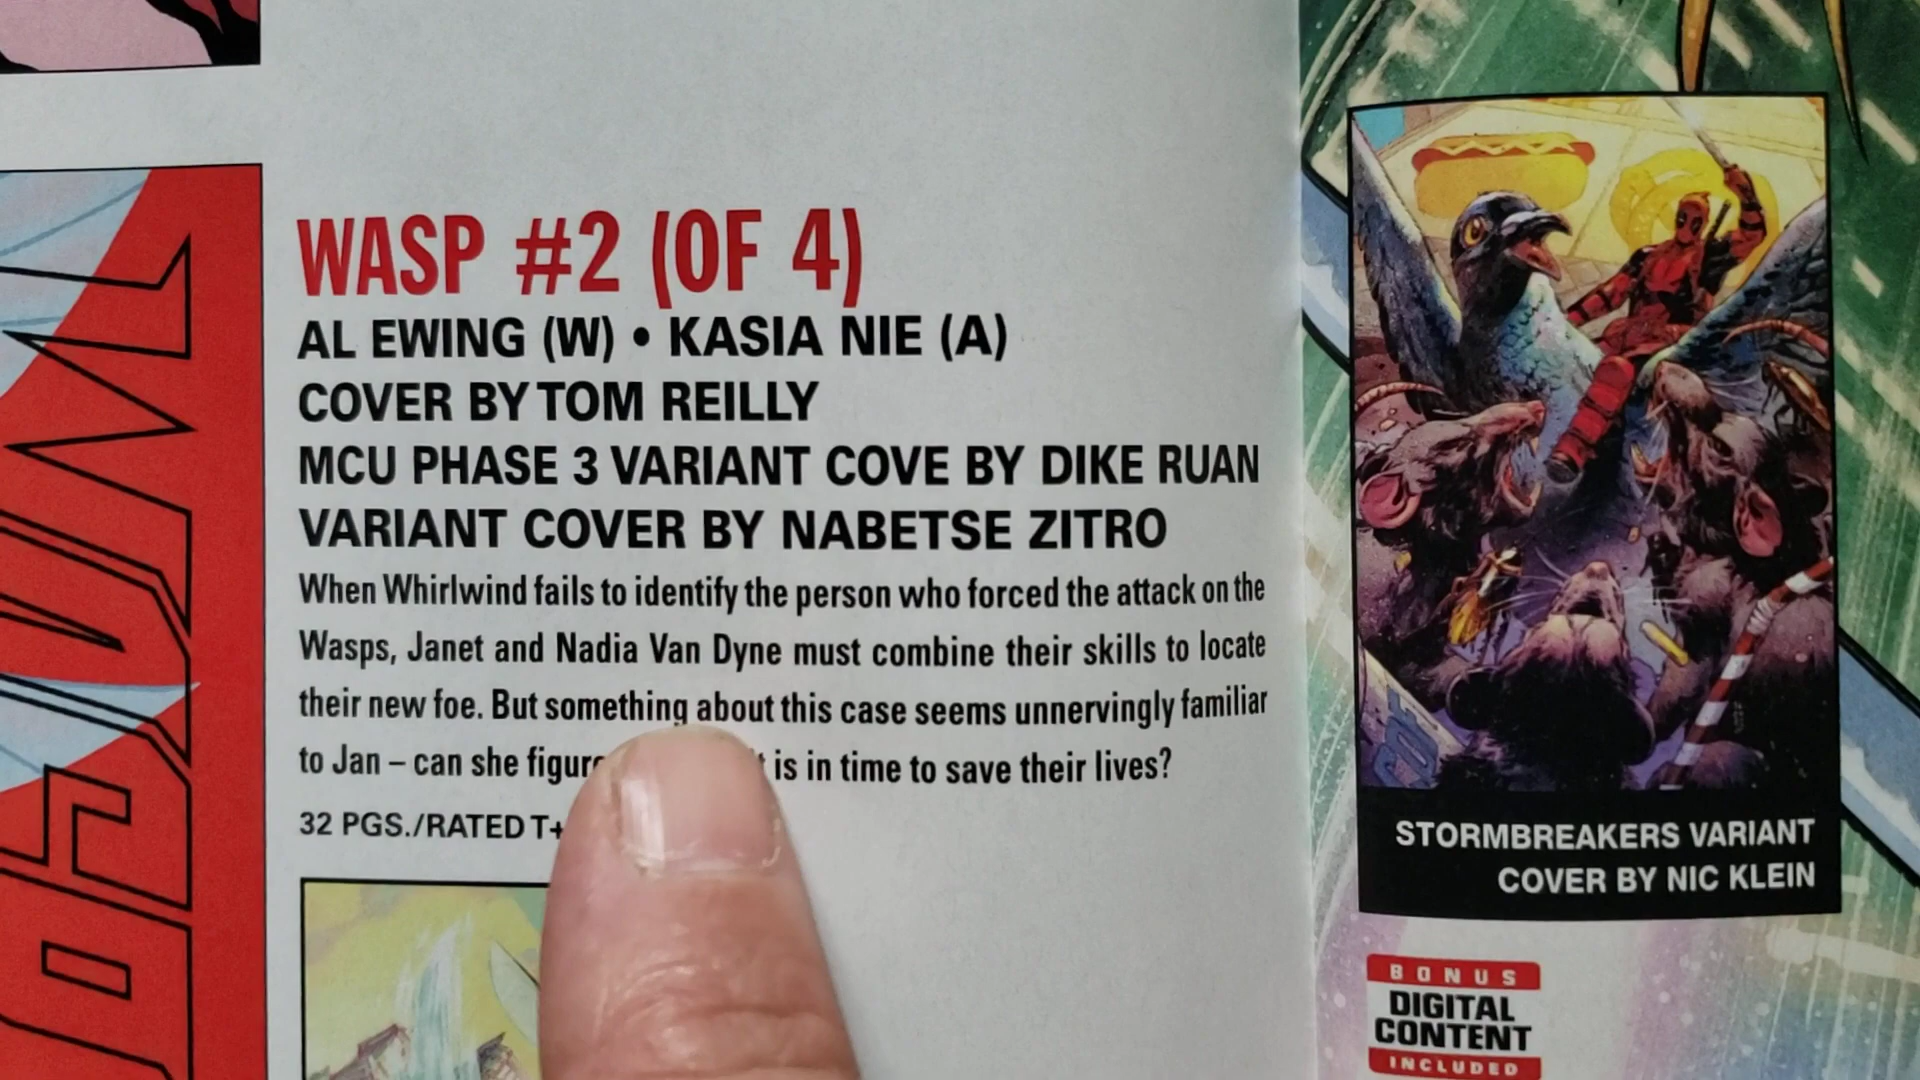 WASP #2 (OF 4)
AL EWING (W) • KASIA NIE (A)
COVER BY TOM REILLY
MCU PHASE 3 VARIANT COVE BY DIKE RUAN
VARIANT COVER BY NABETSE ZITRO
When Whirlwind fails to identify the person who forced the attack on the
Wasps, Janet and Nadia Van Dyne must combine their skills to locate
their new foe. But something about this case seems unnervingly familiar
to Jan – can she figure is in time to save their lives?
32 PGS./RATED T+
STORMBREAKERS VARIANT
COVER BY NIC KLEIN
BONUS
DIGITAL
CONTENT
INCLUDED